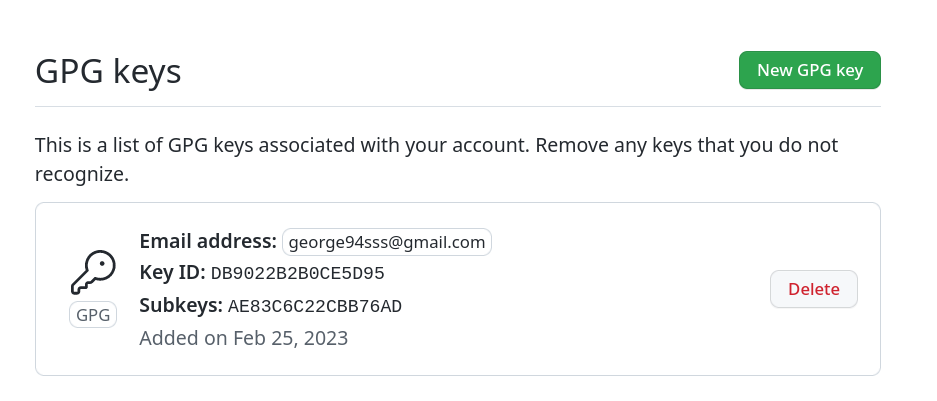 GPG keys
New GPG key
This is a list of GPG keys associated with your account. Remove any keys that you do not
recognize.
Email address: george94sss@gmail.com
Key ID: DB9022B2B0CE5D95
GPG
Subkeys: AE83C6C22CBB76AD
Added on Feb 25, 2023
Delete